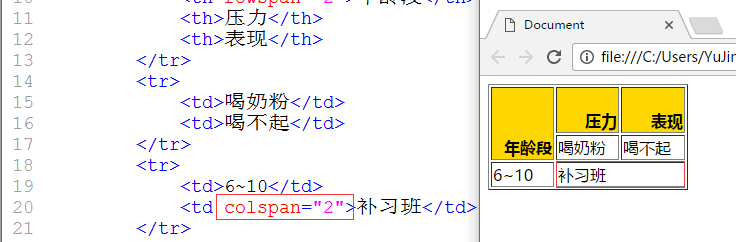 10 <th rowspan="2">年龄段
11 <th>压力</th>
12 <th>表现</th>
13 </tr>
14 <tr>
15 <td>喝奶粉</td>
16 <td>喝不起</td>
17 </tr>
18 <tr>
19 <td>6~10</td>
20 <td colspan="2">补习班</td>
21 </tr>
Document
file:///C:/Users/YuJin
年龄段 压力 表现
喝奶粉 喝不起
6~10 补习班